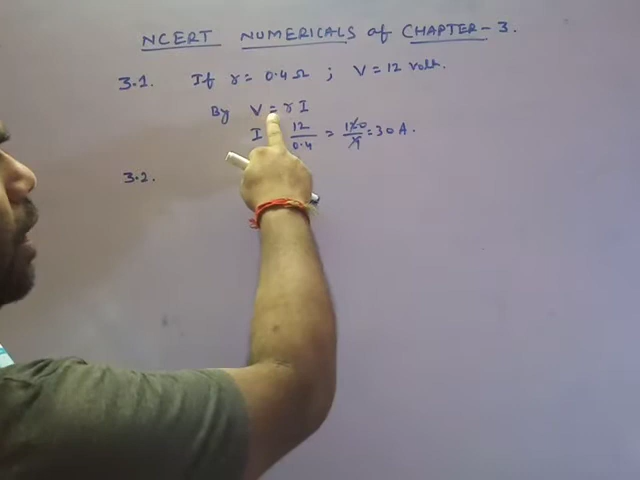 NCERT NUMERICALS of CHAPTER-3.
3.1. If r = 0.4 Ω ; V = 12 Volt.
By V = r I
I 12/0.4 = 120/4 = 30 A.
3.2.